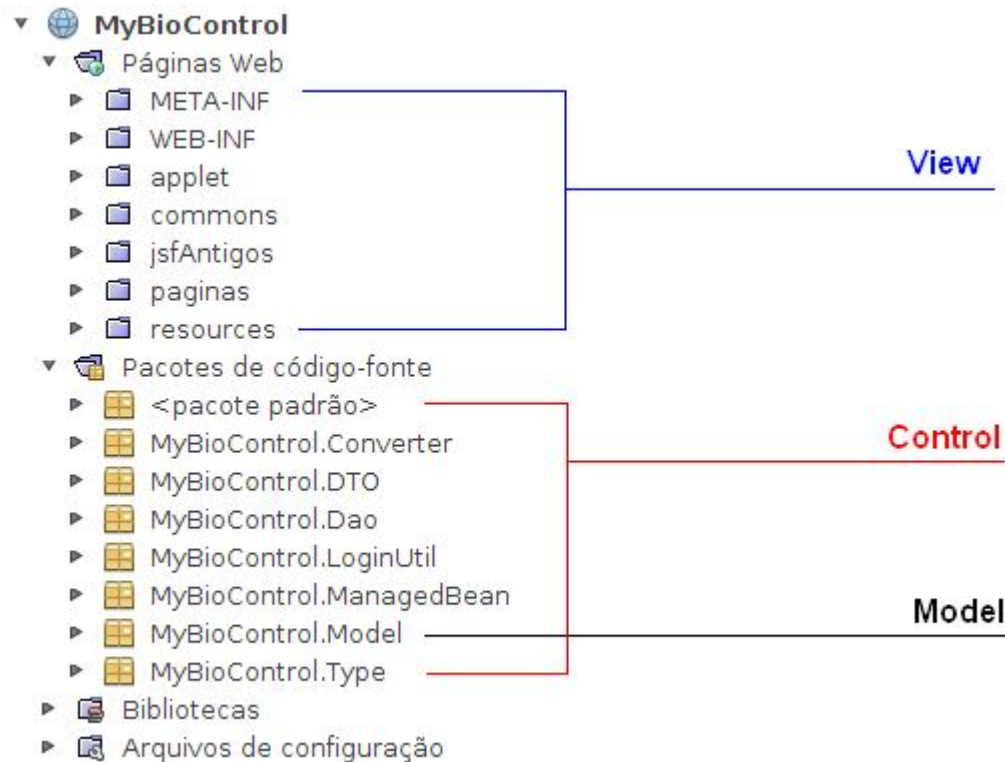 MyBioControl
Páginas Web
META-INF
WEB-INF
View
applet
commons
jsfAntigos
paginas
resources
Pacotes de código-fonte
<pacote padrão>
Control
MyBioControl.Converter
MyBioControl.DTO
MyBioControl.Dao
MyBioControl.LoginUtil
MyBioControl.ManagedBean
Model
MyBioControl.Model
MyBioControl.Type
Bibliotecas
Arquivos de configuração